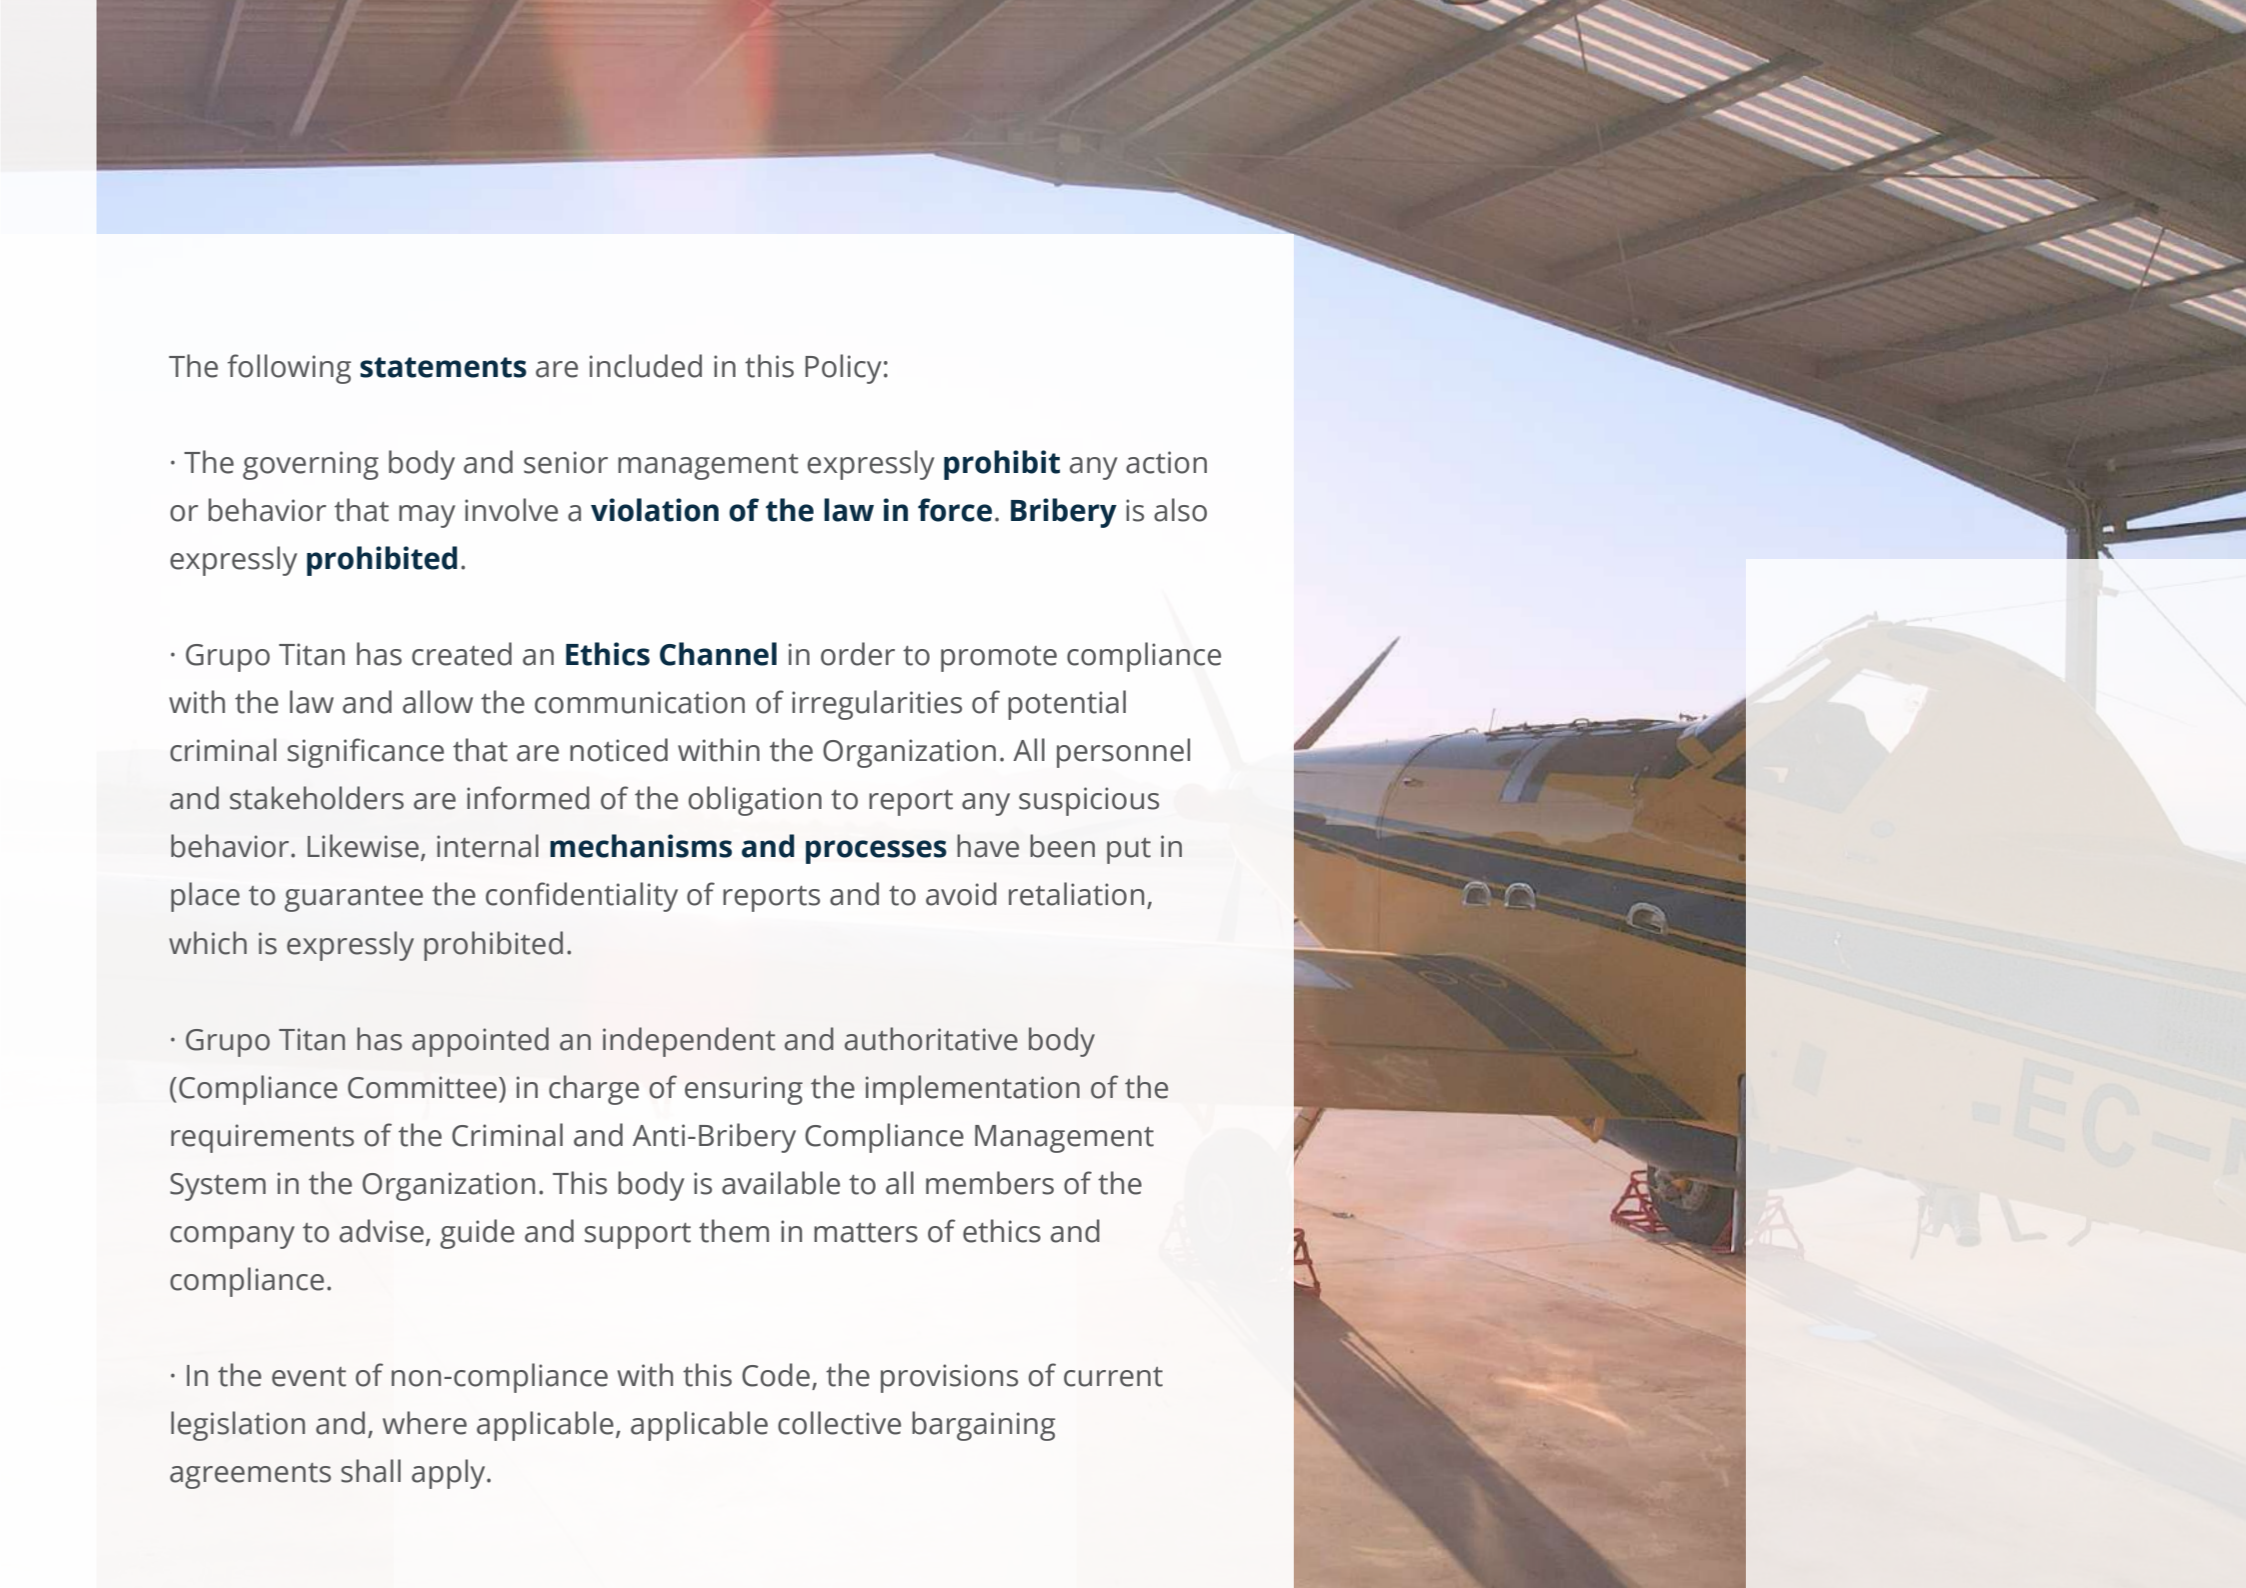 The following statements are included in this Policy:
· The governing body and senior management expressly prohibit any action
or behavior that may involve a violation of the law in force. Bribery is also
expressly prohibited.
· Grupo Titan has created an Ethics Channel in order to promote compliance
with the law and allow the communication of irregularities of potential
criminal significance that are noticed within the Organization. All personnel
and stakeholders are informed of the obligation to report any suspicious
behavior. Likewise, internal mechanisms and processes have been put in
place to guarantee the confidentiality of reports and to avoid retaliation,
which is expressly prohibited.
· Grupo Titan has appointed an independent and authoritative body
(Compliance Committee) in charge of ensuring the implementation of the
requirements of the Criminal and Anti-Bribery Compliance Management
System in the Organization. This body is available to all members of the
company to advise, guide and support them in matters of ethics and
compliance.
· In the event of non-compliance with this Code, the provisions of current
legislation and, where applicable, applicable collective bargaining
agreements shall apply.
-EC-